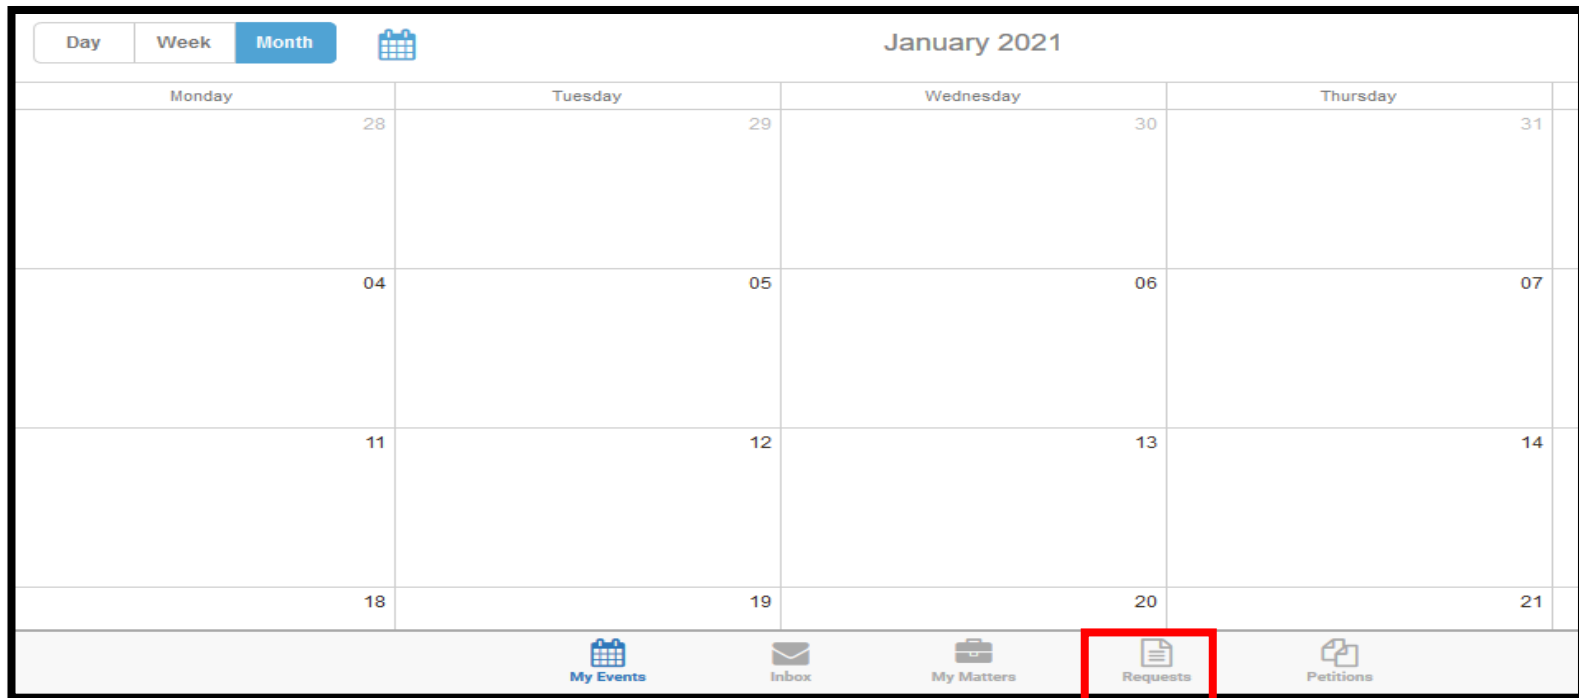 Day Week Month January 2021
Monday Tuesday Wednesday Thursday
28 29 30 31
04 05 06 07
11 12 13 14
18 19 20 21
My Events Inbox My Matters Requests Petitions